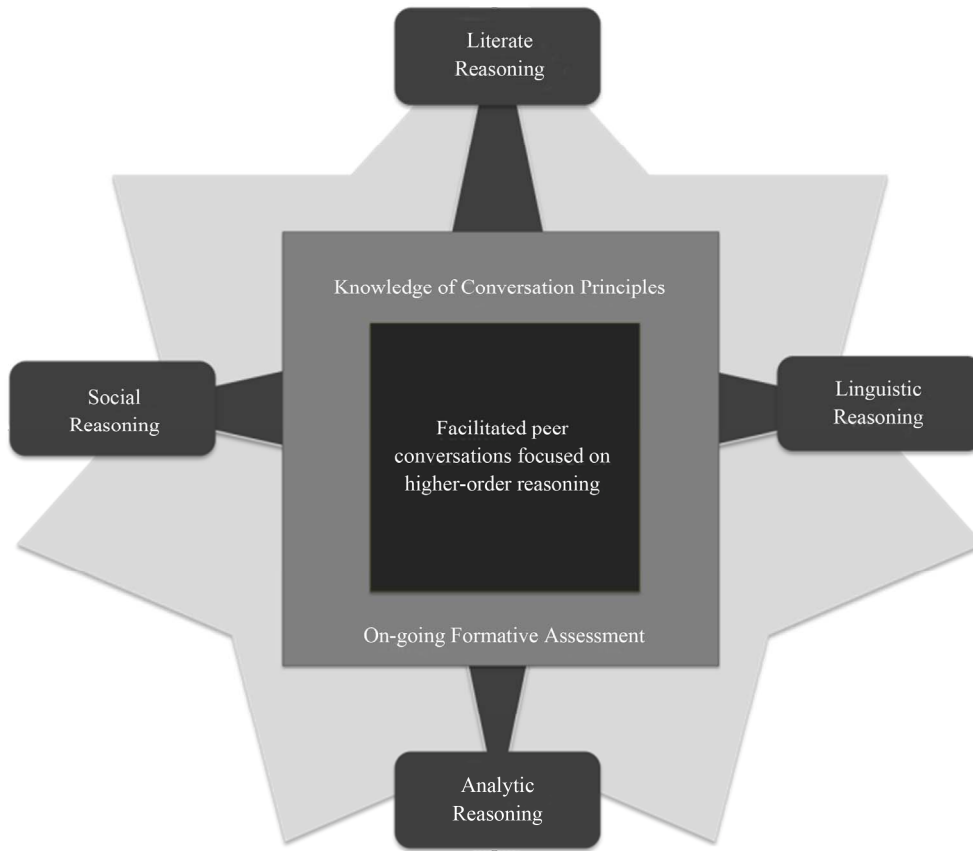 Literate
Reasoning
Knowledge of Conversation Principles
Social
Reasoning
Facilitated peer
conversations focused on
higher-order reasoning
Linguistic
Reasoning
On-going Formative Assessment
Analytic
Reasoning